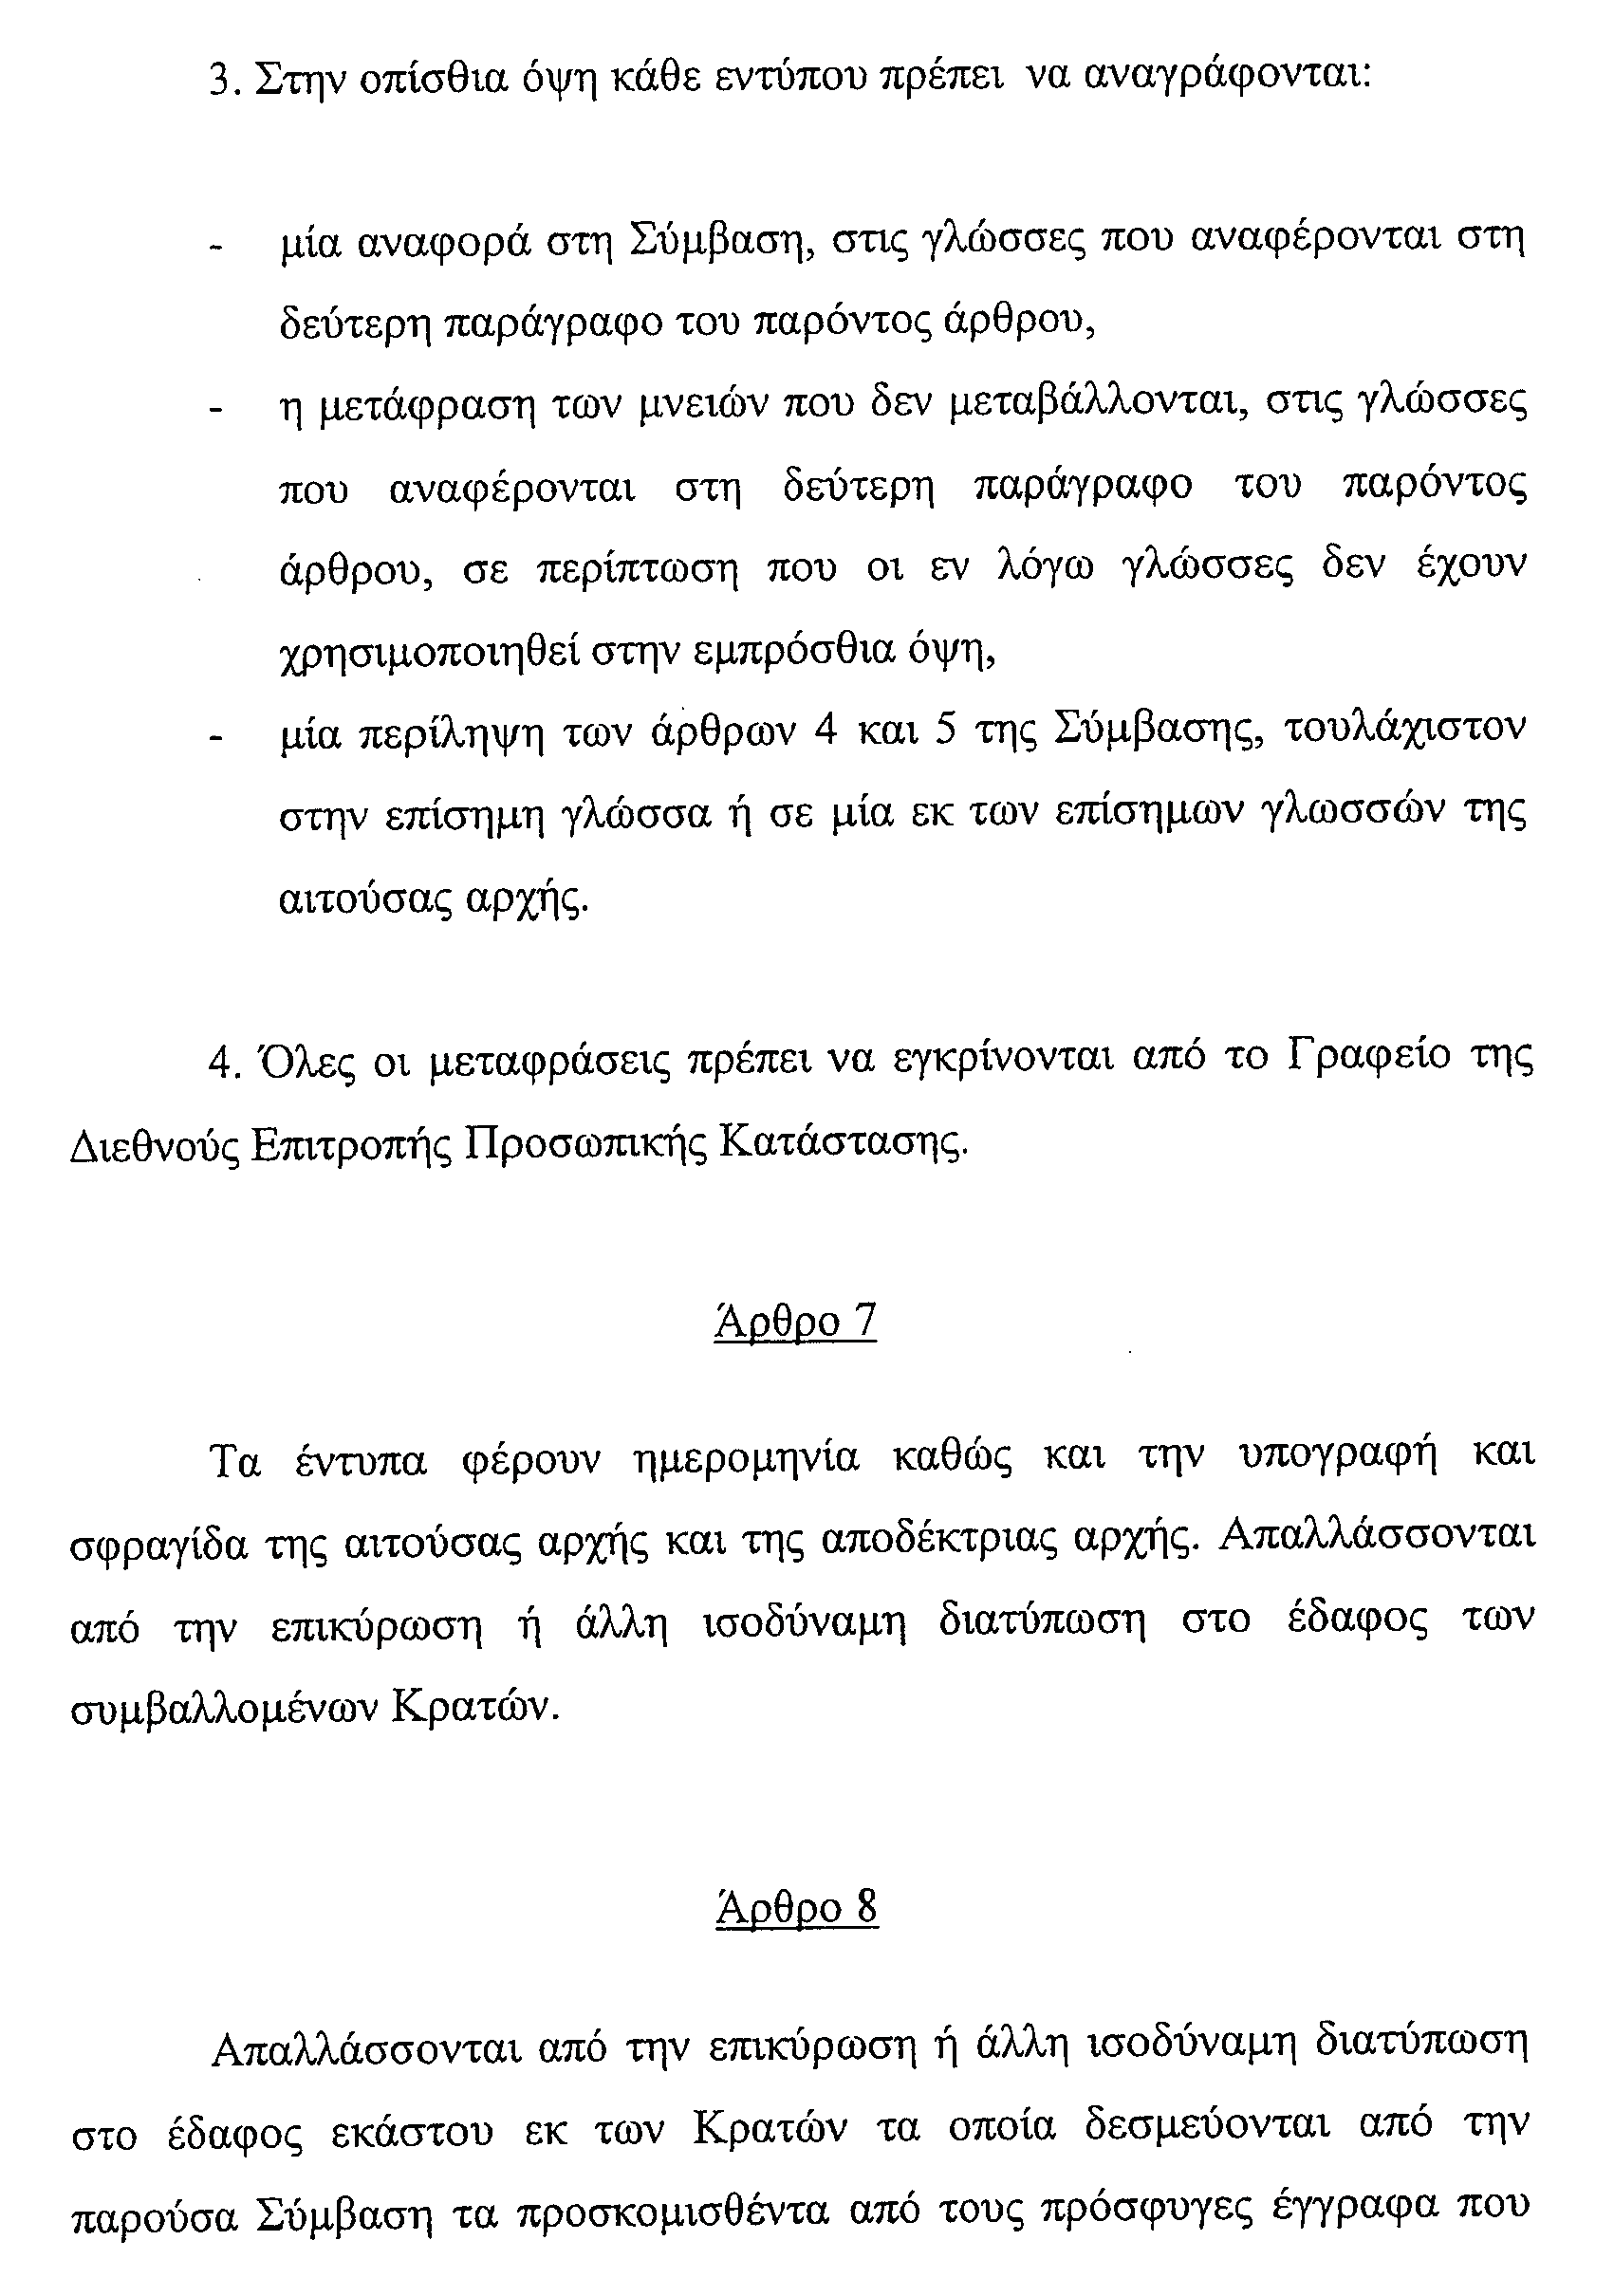 3. Στην οπίσθια όψη κάθε εντύπου πρέπει να αναγράφονται:
- μία αναφορά στη Σύμβαση, στις γλώσσες που αναφέρονται στη
δεύτερη παράγραφο του παρόντος άρθρου,
- η μετάφραση των μνειών που δεν μεταβάλλονται, στις γλώσσες
που αναφέρονται στη δεύτερη παράγραφο του παρόντος
άρθρου, σε περίπτωση που οι εν λόγω γλώσσες δεν έχουν
χρησιμοποιηθεί στην εμπρόσθια όψη,
- μία περίληψη των άρθρων 4 και 5 της Σύμβασης, τουλάχιστον
στην επίσημη γλώσσα ή σε μία εκ των επίσημων γλωσσών της
αιτούσας αρχής.
4. Όλες οι μεταφράσεις πρέπει να εγκρίνονται από το Γραφείο της
Διεθνούς Επιτροπής Προσωπικής Κατάστασης.
Άρθρο 7
Τα έντυπα φέρουν ημερομηνία καθώς και την υπογραφή και
σφραγίδα της αιτούσας αρχής και της αποδέκτριας αρχής. Απαλλάσσονται
από την επικύρωση ή άλλη ισοδύναμη διατύπωση στο έδαφος των
συμβαλλομένων Κρατών.
Άρθρο 8
Απαλλάσσονται από την επικύρωση ή άλλη ισοδύναμη διατύπωση
στο έδαφος εκάστου εκ των Κρατών τα οποία δεσμεύονται από την
παρούσα Σύμβαση τα προσκομισθέντα από τους πρόσφυγες έγγραφα που